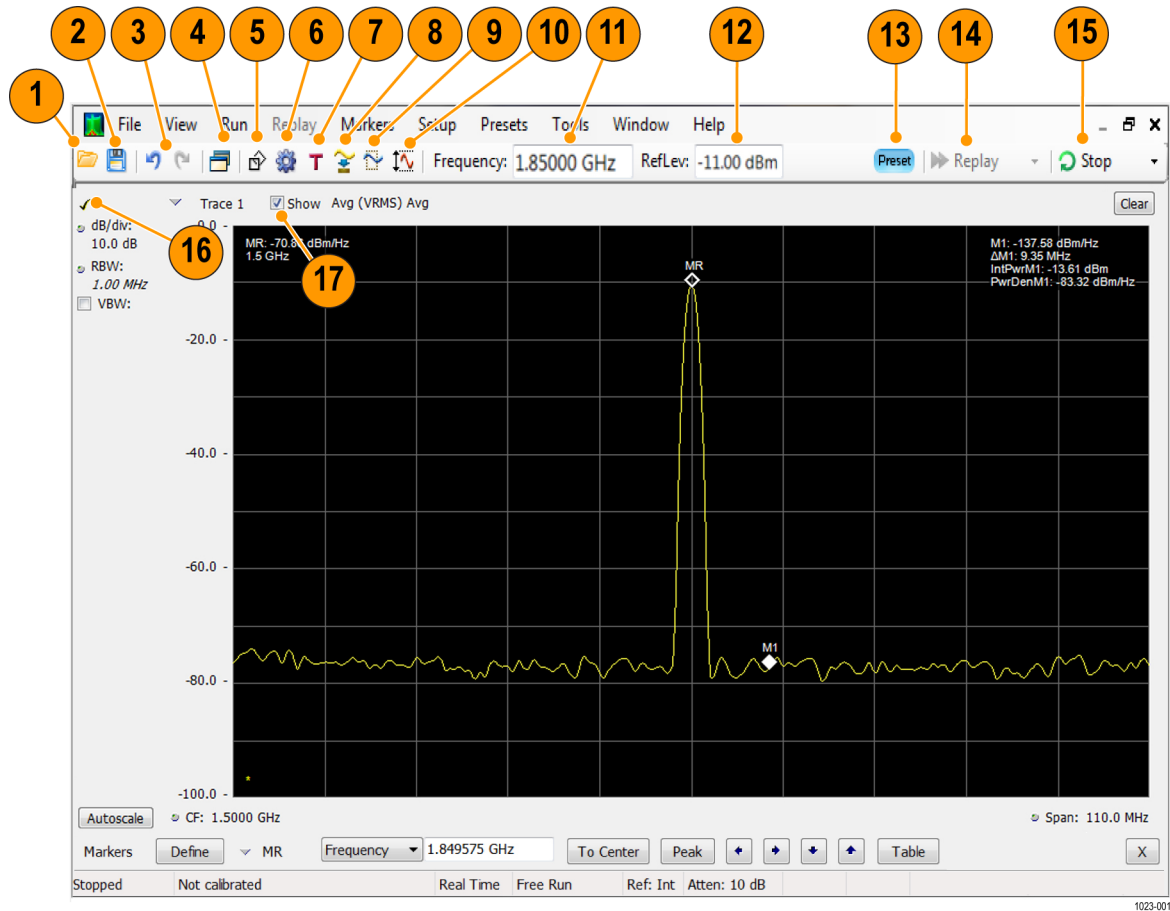 1
2
3
4
5
6
7
8
9
10
11
12
13
14
15
File View Run Replay Markers Setup Presets Tools Window Help
T Frequency: 1.85000 GHz RefLev: -11.00 dBm Preset Replay Stop
Trace 1 Show Avg (VRMS) Avg Clear
16
17
dB/div:
10.0 dB
RBW:
1.00 MHz
VBW:
0.0 -
MR: -70.8 dBm/Hz
1.5 GHz
MR
M1: -137.58 dBm/Hz
ΔM1: 9.35 MHz
IntPwrM1: -13.61 dBm
PwrDenM1: -83.32 dBm/Hz
-20.0 -
-40.0 -
-60.0 -
M1
-80.0 -
*
-100.0 -
Autoscale CF: 1.5000 GHz Span: 110.0 MHz
Markers Define MR Frequency 1.849575 GHz To Center Peak Table X
Stopped Not calibrated Real Time Free Run Ref: Int Atten: 10 dB
1023-001